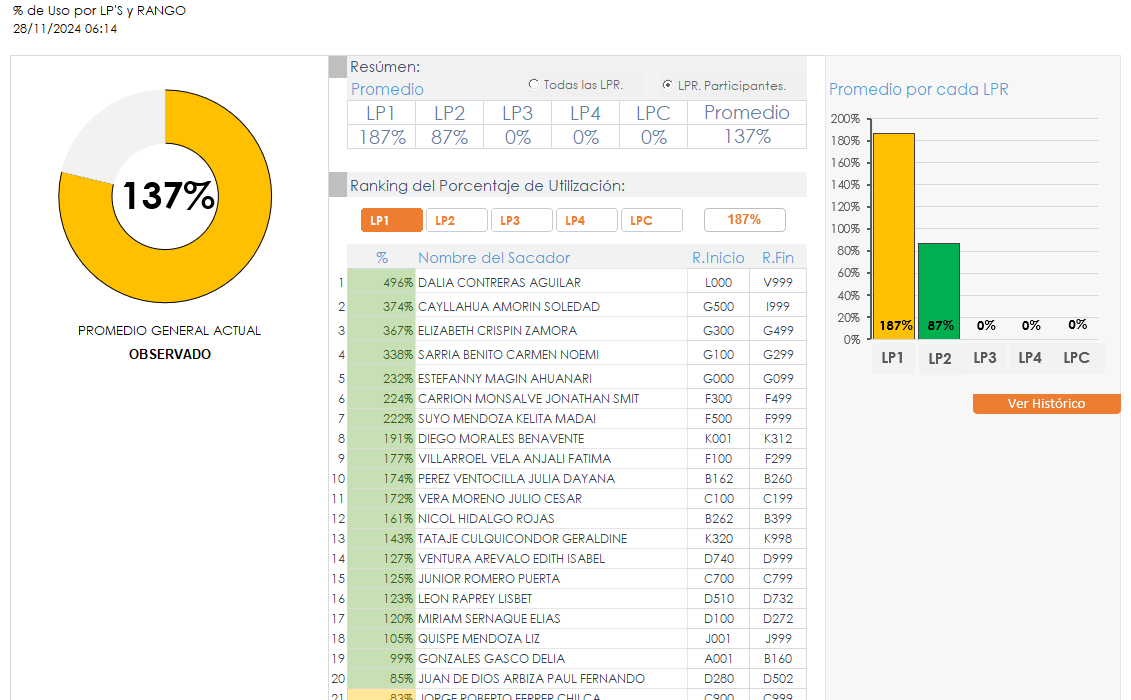 % de Uso por LP'S y RANGO
28/11/2024 06:14
137%
PROMEDIO GENERAL ACTUAL
OBSERVADO
Resúmen:
Promedio
Todas las LPR.
LPR. Participantes.
LP1 LP2 LP3 LP4 LPC Promedio
187% 87% 0% 0% 0% 137%
Ranking del Porcentaje de Utilización:
LP1 LP2 LP3 LP4 LPC 187%
% Nombre del Sacador R.Inicio R.Fin
1 496% DALIA CONTRERAS AGUILAR L000 V999
2 374% CAYLLAHUA AMORIN SOLEDAD G500 I999
3 367% ELIZABETH CRISPIN ZAMORA G300 G499
4 338% SARRIA BENITO CARMEN NOEMI G100 G299
5 232% ESTEFANNY MAGIN AHUANARI G000 G099
6 224% CARRION MONSALVE JONATHAN SMIT F300 F499
7 222% SUYO MENDOZA KELITA MADAI F500 F999
8 191% DIEGO MORALES BENAVENTE K001 K312
9 177% VILLARROEL VELA ANJALI FATIMA F100 F299
10 174% PEREZ VENTOCILLA JULIA DAYANA B162 B260
11 172% VERA MORENO JULIO CESAR C100 C199
12 161% NICOL HIDALGO ROJAS B262 B399
13 143% TATAJE CULQUICONDOR GERALDINE K320 K998
14 127% VENTURA AREVALO EDITH ISABEL D740 D999
15 125% JUNIOR ROMERO PUERTA C700 C799
16 123% LEON RAPREY LISBET D510 D732
17 120% MIRIAM SERNAQUE ELIAS D100 D272
18 105% QUISPE MENDOZA LIZ J001 J999
19 99% GONZALES GASCO DELIA A001 B160
20 85% JUAN DE DIOS ARBIZA PAUL FERNANDO D280 D502
21 83% JORGE ROBERTO FERRER CHILCA C900 C999
Promedio por cada LPR
200%
180%
160%
140%
120%
100%
80%
60%
40%
20%
0%
187% 87% 0% 0% 0%
LP1 LP2 LP3 LP4 LPC
Ver Histórico